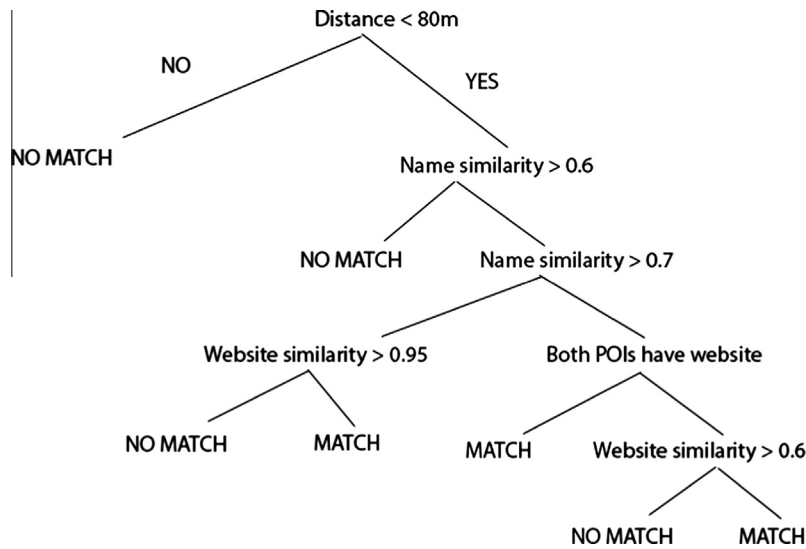 Distance < 80m
NO
YES
NO MATCH
Name similarity > 0.6
NO MATCH
Name similarity > 0.7
Website similarity > 0.95
Both POIs have website
NO MATCH
MATCH
MATCH
Website similarity > 0.6
NO MATCH
MATCH